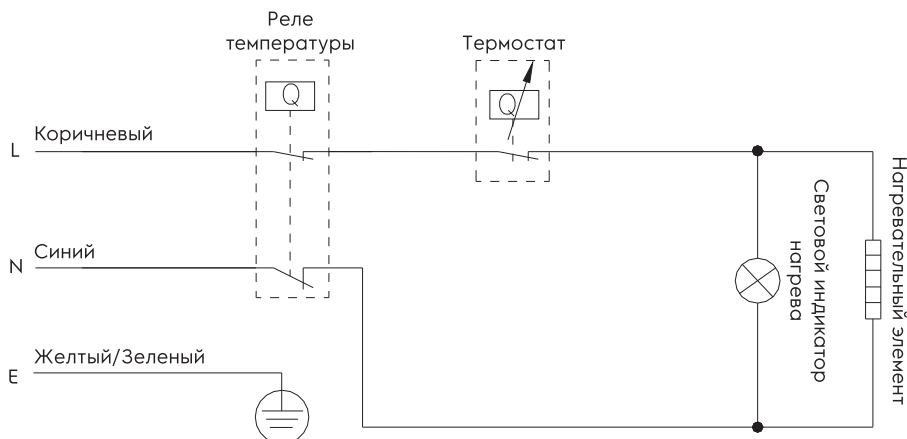 Реле
температуры
Термостат
Q
Q
Коричневый
L
Синий
N
Желтый/Зеленый
E
Световой индикатор
нагрева
Нагревательный элемент